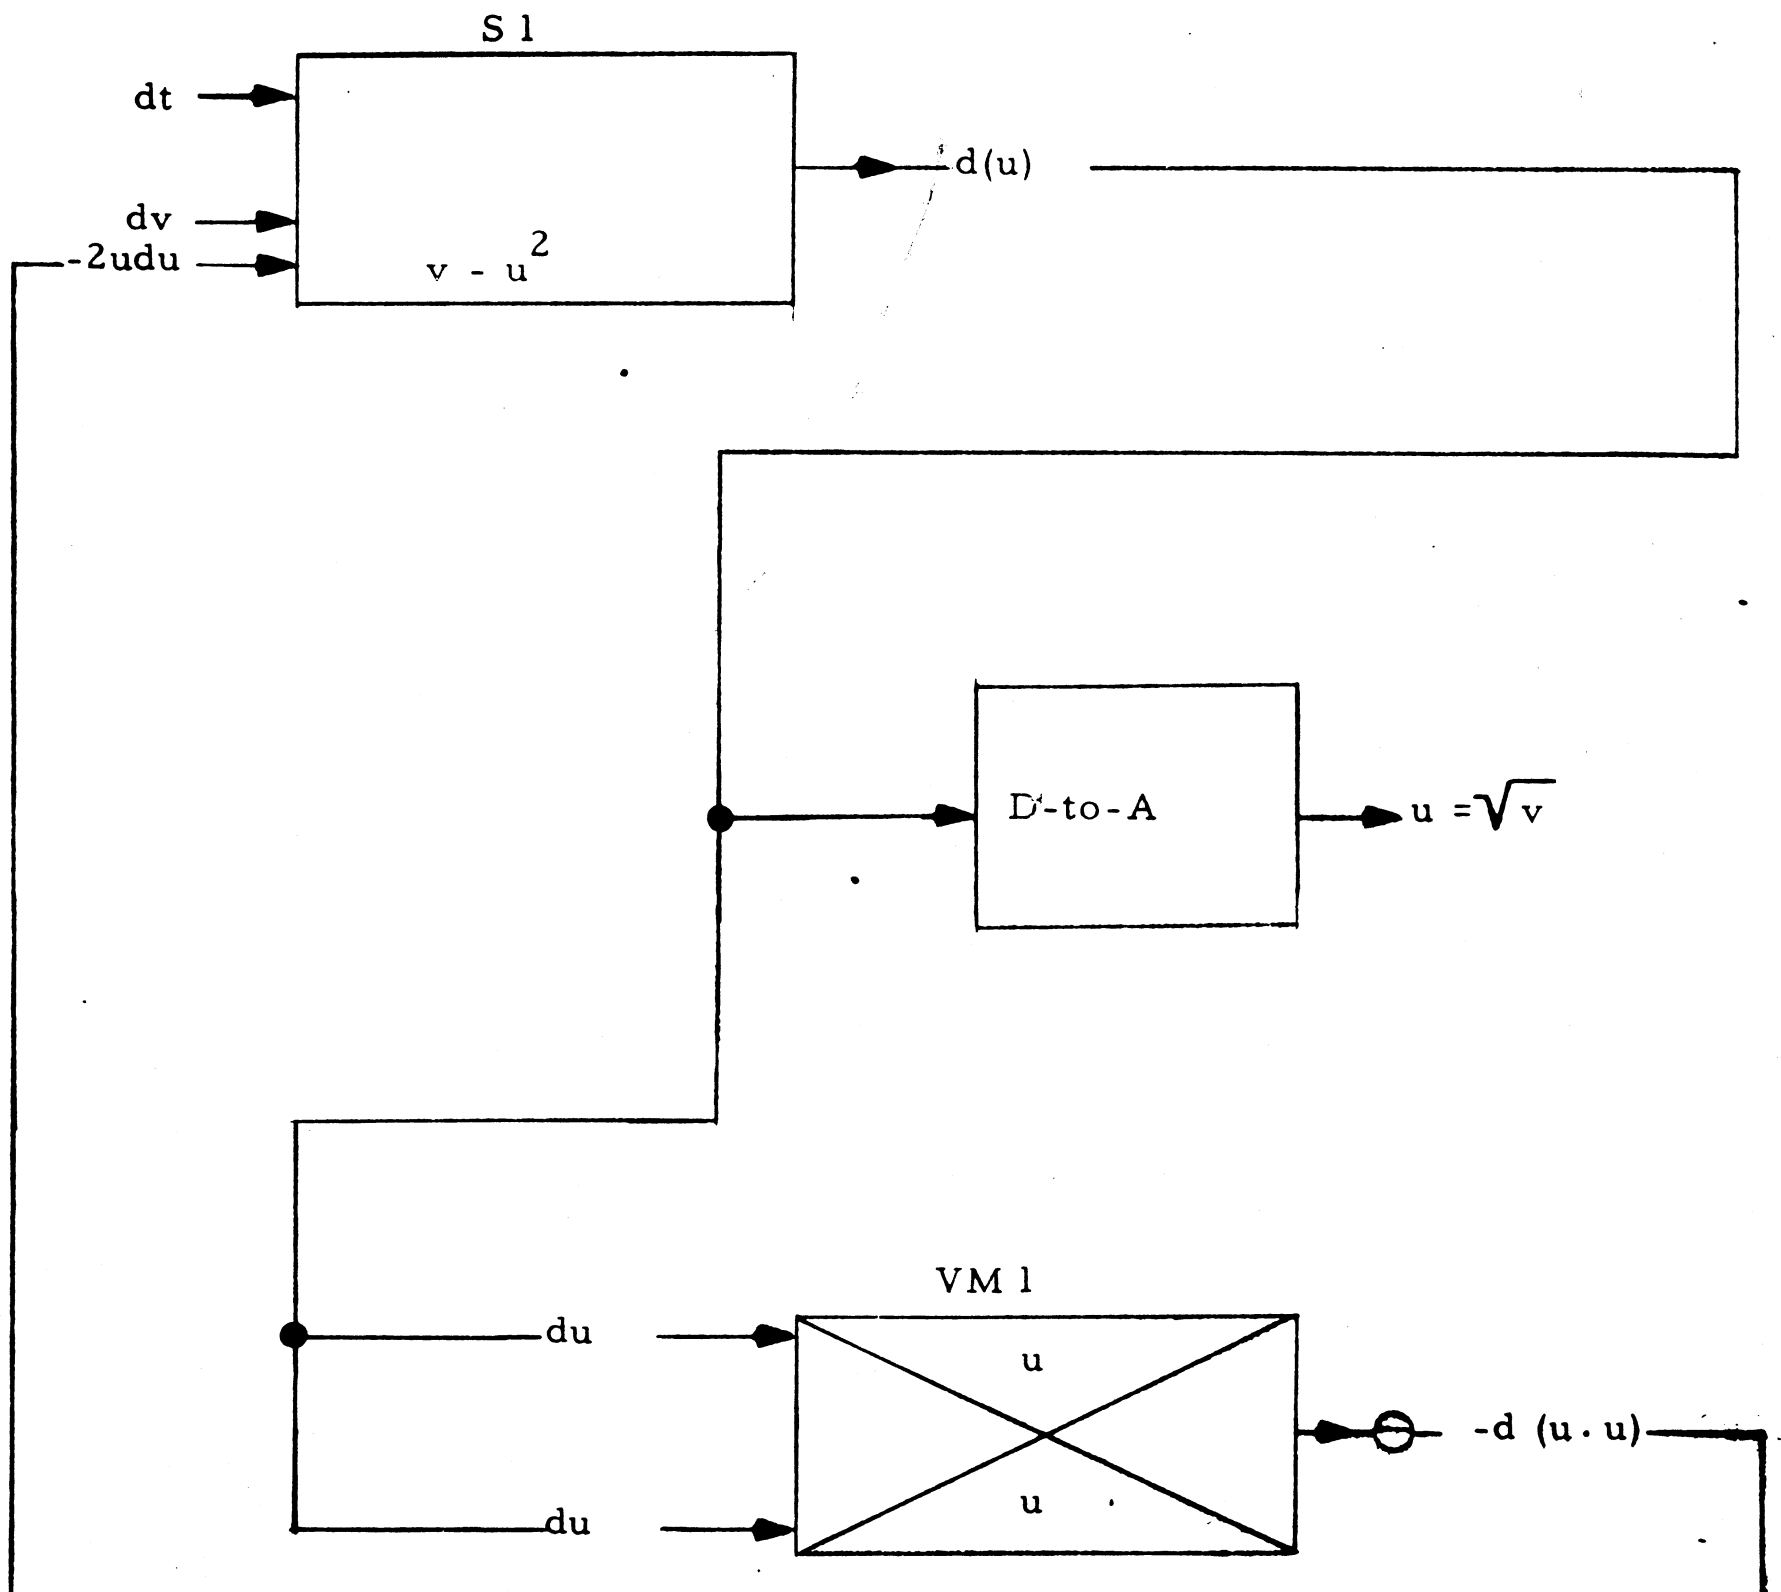 S 1
dt
d(u)
dv
-2udu
v - u²
D-to-A
u = √v
VM 1
du
u
-d (u . u)
u
du